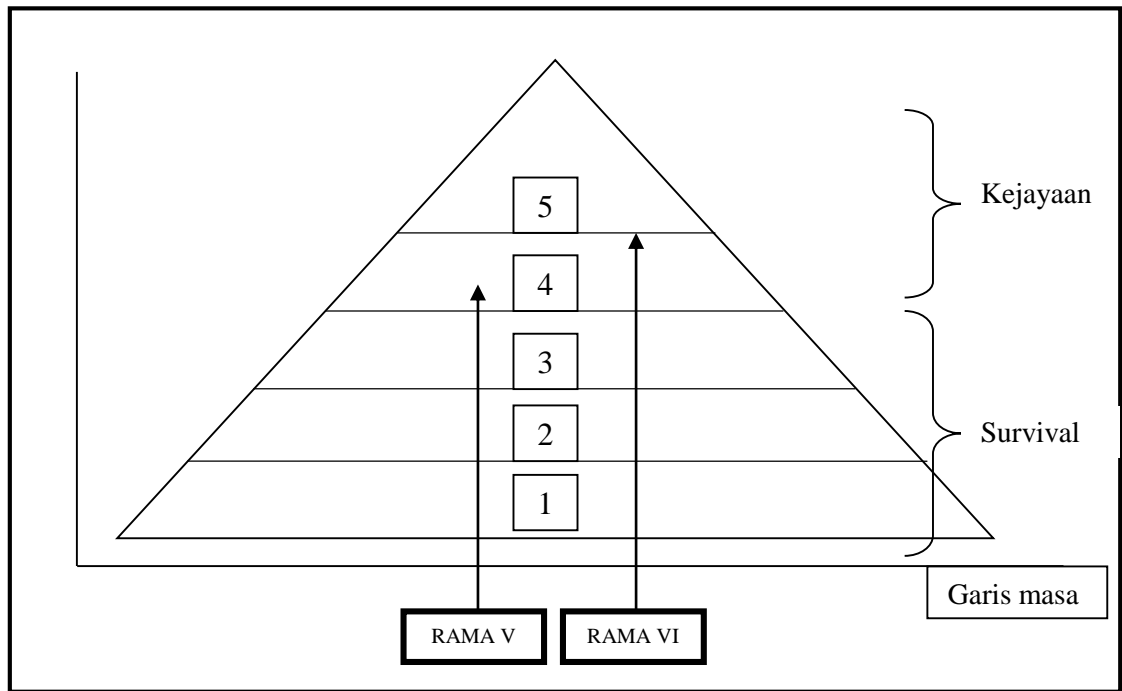 5
Kejayaan
4
3
2
Survival
1
Garis masa
RAMA V
RAMA VI